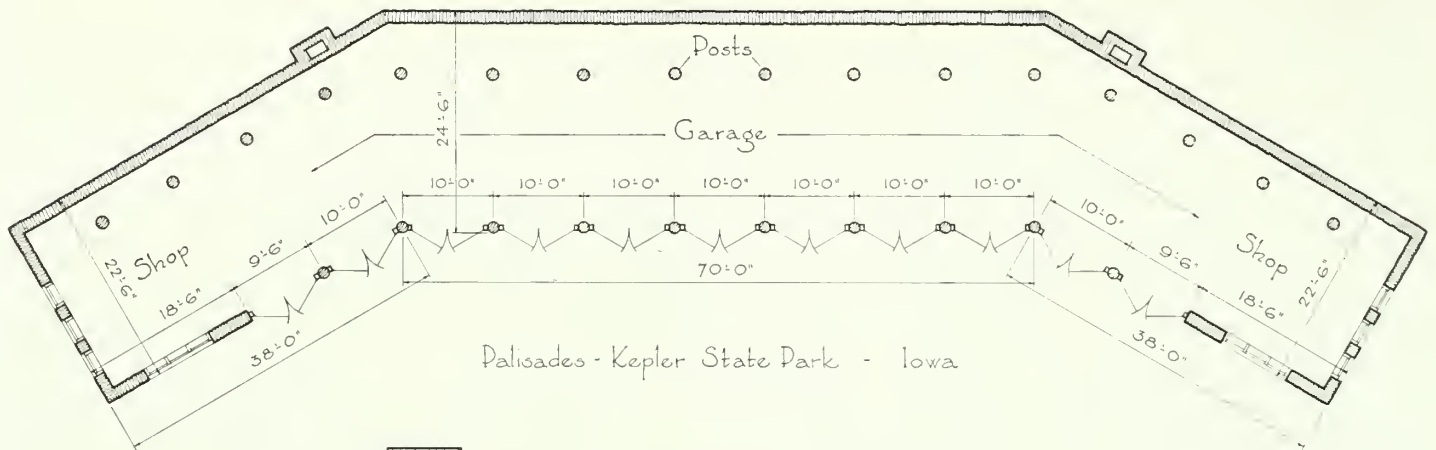 Posts
Garage
24'-6"
10'-0" 10'-0" 10'-0" 10'-0" 10'-0" 10'-0" 10'-0"
70'-0"
Shop
22'-6"
18'-6"
9'-6"
10'-0"
38'-0"
10'-0"
9'-6"
18'-6"
Shop
22'-6"
38'-0"
Palisades - Kepler State Park - Iowa